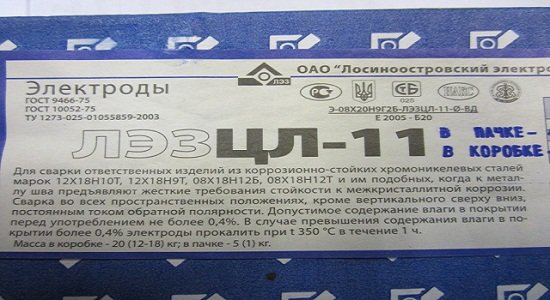 ЛЭЗ
ОАО "Лосиноостровский электро
Электроды
ГОСТ 9466-75
ГОСТ 10052-75
ТУ 1273-025-01055859-2003
025
НАКС
Э-08Х20Н9Г2Б-ЛЭЗЦЛ-11-Ø-ВД
Е 2005 - Б20
ЛЭЗ ЦЛ-11
В ПАЧКЕ-
В КОРОБКЕ-
Для сварки ответственных изделий из коррозионно-стойких хромоникелевых сталей
марок 12Х18Н10Т, 12Х18Н9Т, 08Х18Н12Б, 08Х18Н12Т и им подобных, когда к метал-
лу шва предъявляют жесткие требования стойкости к межкристаллитной коррозии.
Сварка во всех пространственных положениях, кроме вертикального сверху вниз,
постоянным током обратной полярности. Допустимое содержание влаги в покрытии
перед употреблением не более 0,4%. В случае превышения содержания влаги в по-
крытии более 0,4% электроды прокалить при t 350 °С в течение 1 ч.
Масса в коробке - 20 (12-18) кг; в пачке - 5 (1) кг.